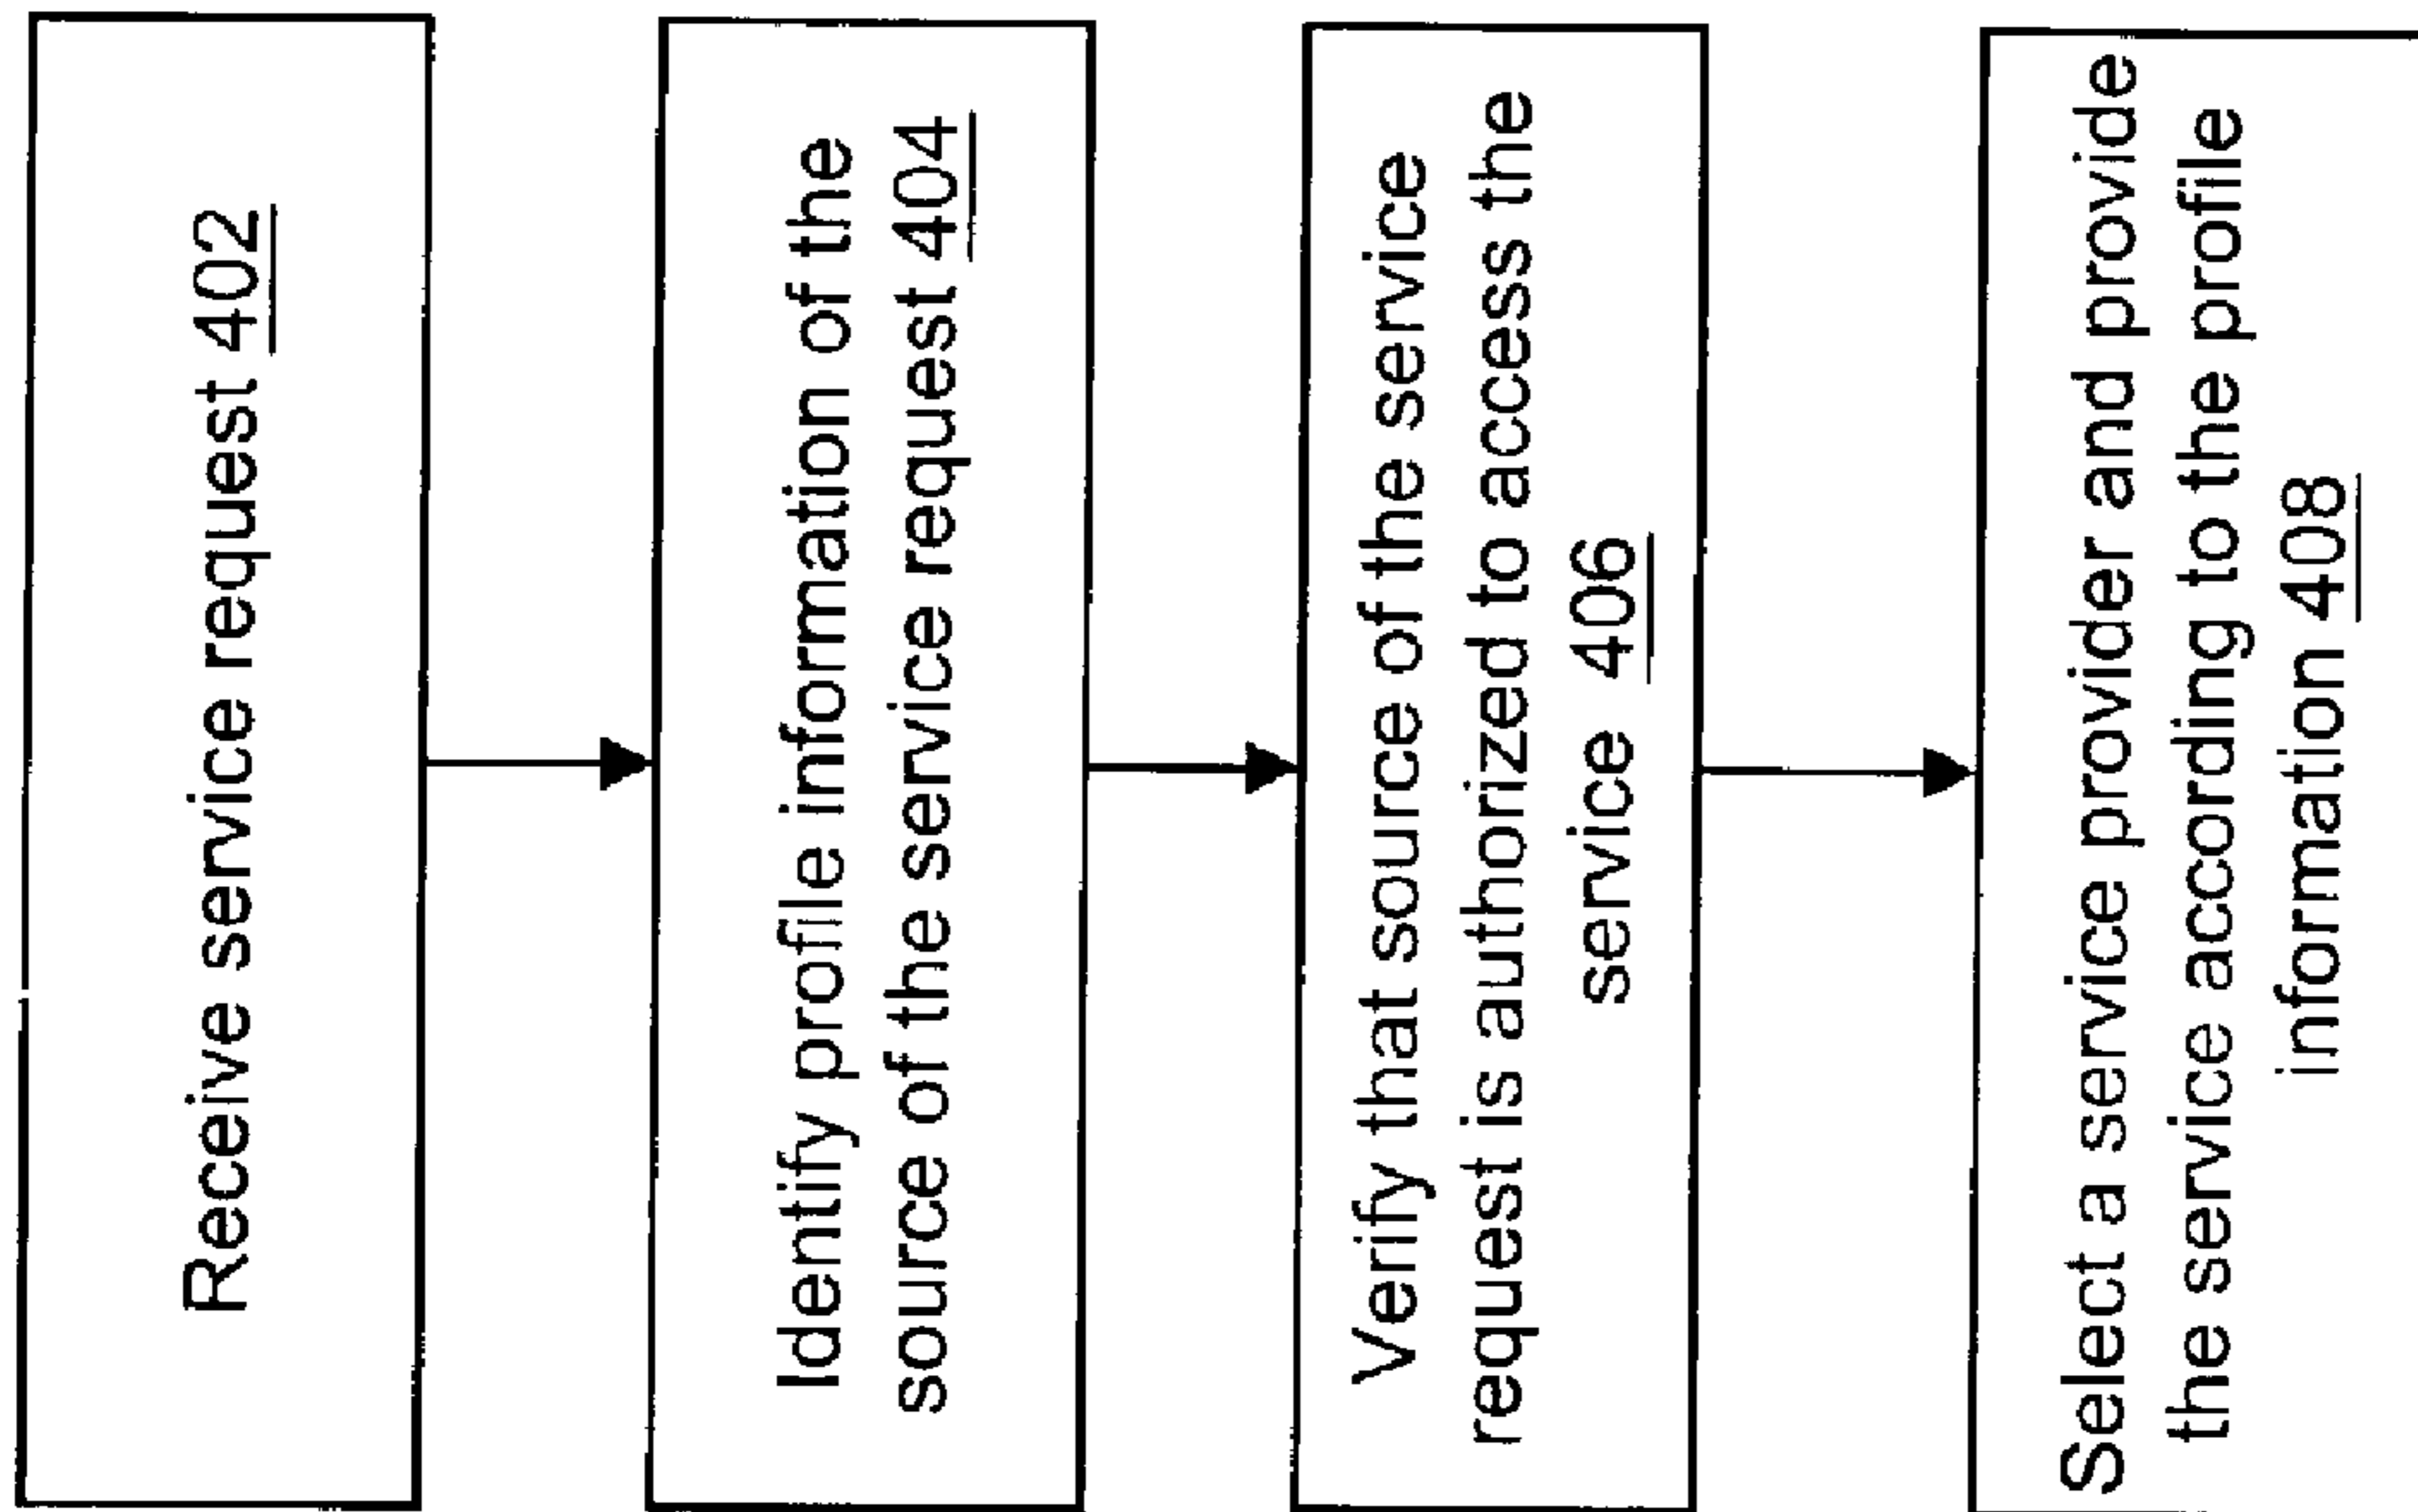 Receive service request 402
Identify profile information of the
source of the service request 404
Verify that source of the service
request is authorized to access the
service 406
Select a service provider and provide
the service according to the profile
information 408